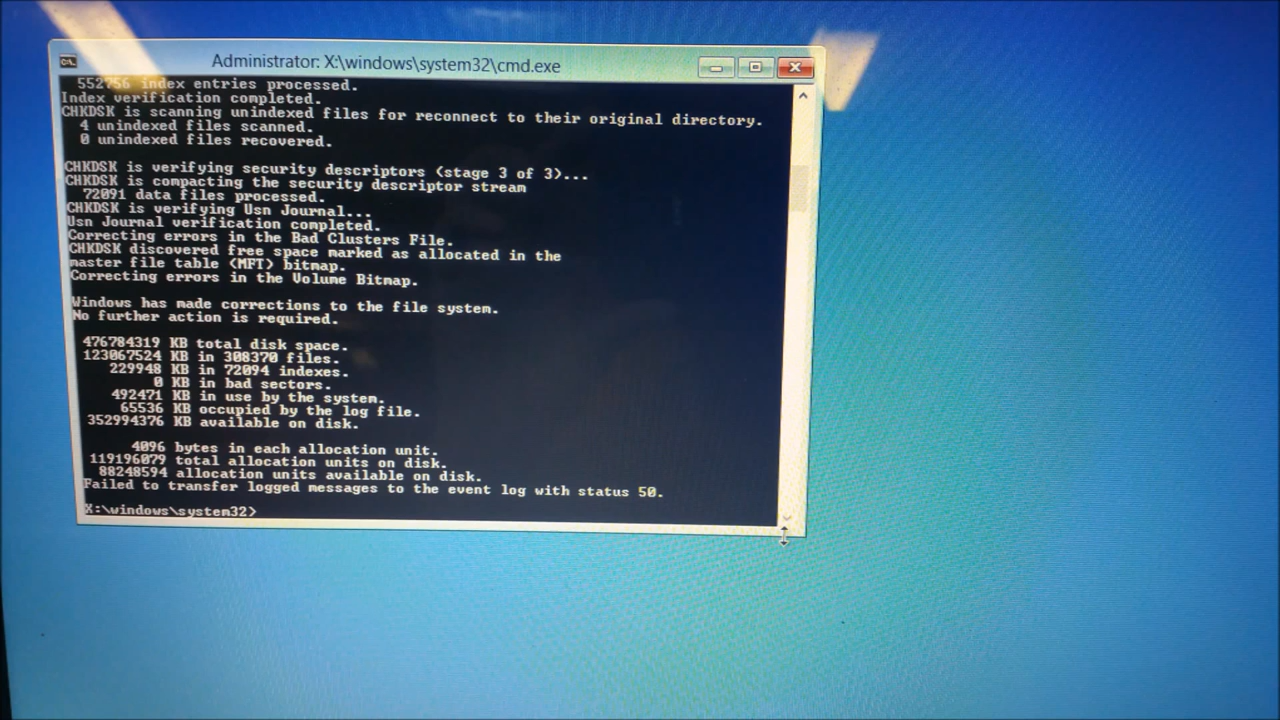 Administrator: X:\windows\system32\cmd.exe
552756 index entries processed.
Index verification completed.
CHKDSK is scanning unindexed files for reconnect to their original directory.
4 unindexed files scanned.
0 unindexed files recovered.
CHKDSK is verifying security descriptors (stage 3 of 3)...
CHKDSK is compacting the security descriptor stream
72091 data files processed.
CHKDSK is verifying Usn Journal...
Usn Journal verification completed.
Correcting errors in the Bad Clusters File.
CHKDSK discovered free space marked as allocated in the
master file table (MFT) bitmap.
Correcting errors in the Volume Bitmap.
Windows has made corrections to the file system.
No further action is required.
476784319 KB total disk space.
123067524 KB in 308370 files.
229948 KB in 72094 indexes.
0 KB in bad sectors.
492471 KB in use by the system.
65536 KB occupied by the log file.
352994376 KB available on disk.
4096 bytes in each allocation unit.
119196079 total allocation units on disk.
88248594 allocation units available on disk.
Failed to transfer logged messages to the event log with status 50.
X:\windows\system32>